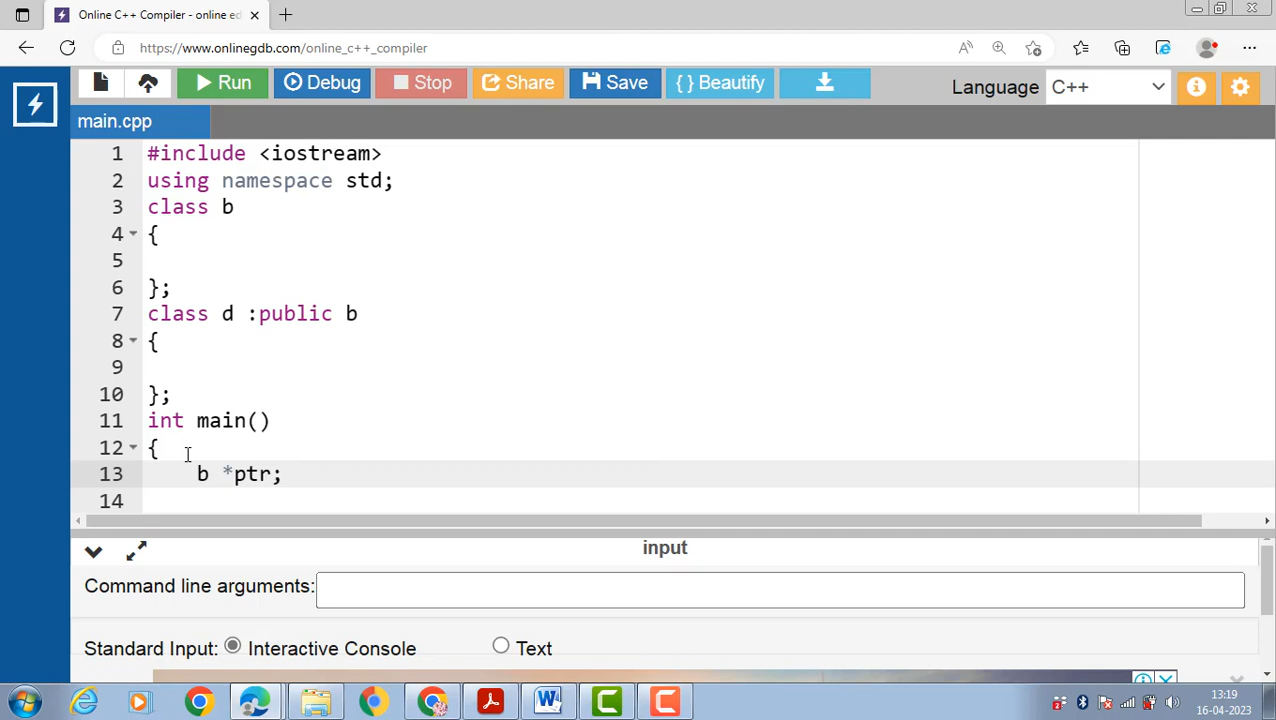 Online C++ Compiler - online ed
https://www.onlinegdb.com/online_c++_compiler
Run Debug Stop Share Save { } Beautify Language C++
main.cpp
1 #include <iostream>
2 using namespace std;
3 class b
4 {
5
6 };
7 class d :public b
8 {
9
10 };
11 int main()
12 {
13 b *ptr;
14
input
Command line arguments:
Standard Input: Interactive Console Text
13:19
16-04-2023